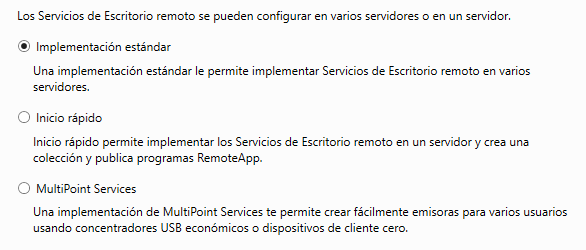 Los Servicios de Escritorio remoto se pueden configurar en varios servidores o en un servidor.
Implementación estándar
Una implementación estándar le permite implementar Servicios de Escritorio remoto en varios
servidores.
Inicio rápido
Inicio rápido permite implementar los Servicios de Escritorio remoto en un servidor y crea una
colección y publica programas RemoteApp.
MultiPoint Services
Una implementación de MultiPoint Services te permite crear fácilmente emisoras para varios usuarios
usando concentradores USB económicos o dispositivos de cliente cero.